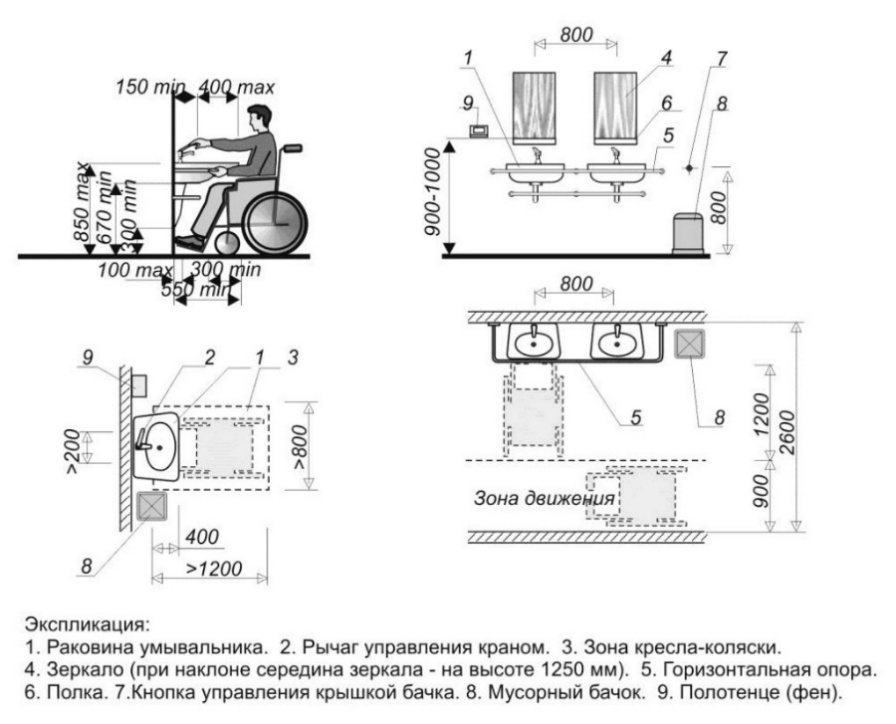 800
1
4
7
150 min
400 max
9
6
8
5
850 max
670 min
300 min
900-1000
800
100 max
300 min
550 min
800
9
2
1
3
>200
>800
5
8
1200
2600
900
Зона движения
400
8
>1200
Экспликация:
1. Раковина умывальника. 2. Рычаг управления краном. 3. Зона кресла-коляски.
4. Зеркало (при наклоне середина зеркала - на высоте 1250 мм). 5. Горизонтальная опора.
6. Полка. 7.Кнопка управления крышкой бачка. 8. Мусорный бачок. 9. Полотенце (фен).